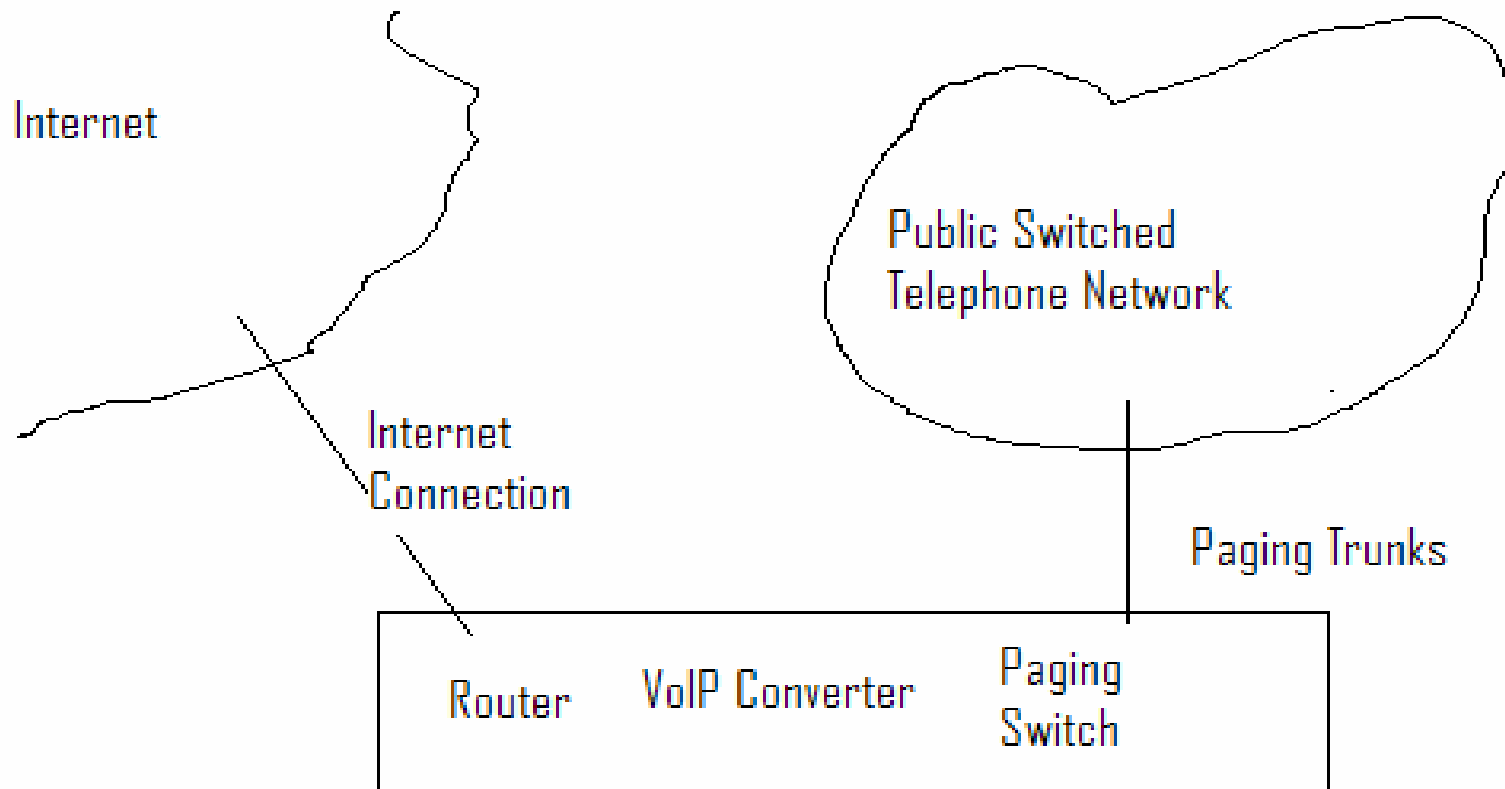 Internet
Public Switched
Telephone Network
Internet
Connection
Paging Trunks
Router
VoIP Converter
Paging
Switch